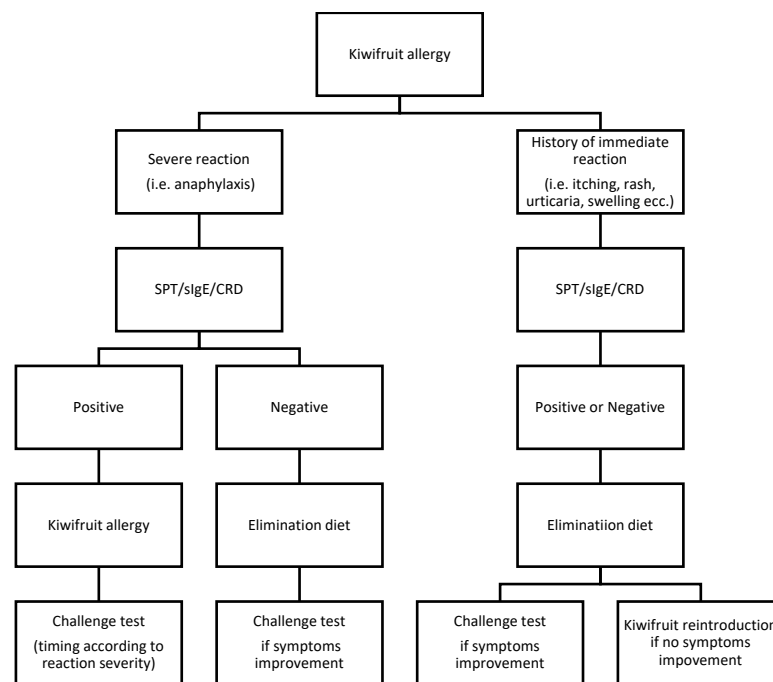 Kiwifruit allergy
Severe reaction
(i.e. anaphylaxis)
History of immediate
reaction
(i.e. itching, rash,
urticaria, swelling ecc.)
SPT/sIgE/CRD
SPT/sIgE/CRD
Positive
Negative
Positive or Negative
Kiwifruit allergy
Elimination diet
Eliminatiion diet
Challenge test
(timing according to
reaction severity)
Challenge test
if symptoms
improvement
Challenge test
if symptoms
improvement
Kiwifruit reintroduction
if no symptoms
impovement